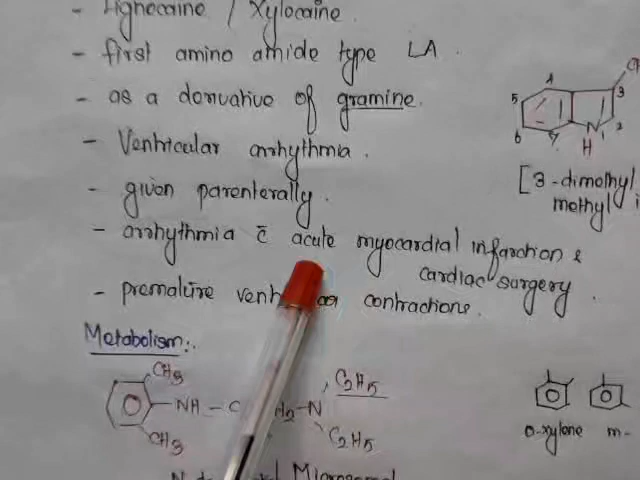 - Lignocaine / Xylocaine.
- first amino amide type LA.
- as a derivative of gramine.
- Ventricular arrhythmia.
- given parenterally.
- arrhythmia c̄ acute myocardial infarction &
cardiac surgery.
- premature contractions.
Metabolism:-
CH3
NH - C N
CH3
C2H5
C2H5
4
5
6
7
3
2
N 1
H
[3-dimethyl
methyl
o-xylene m-